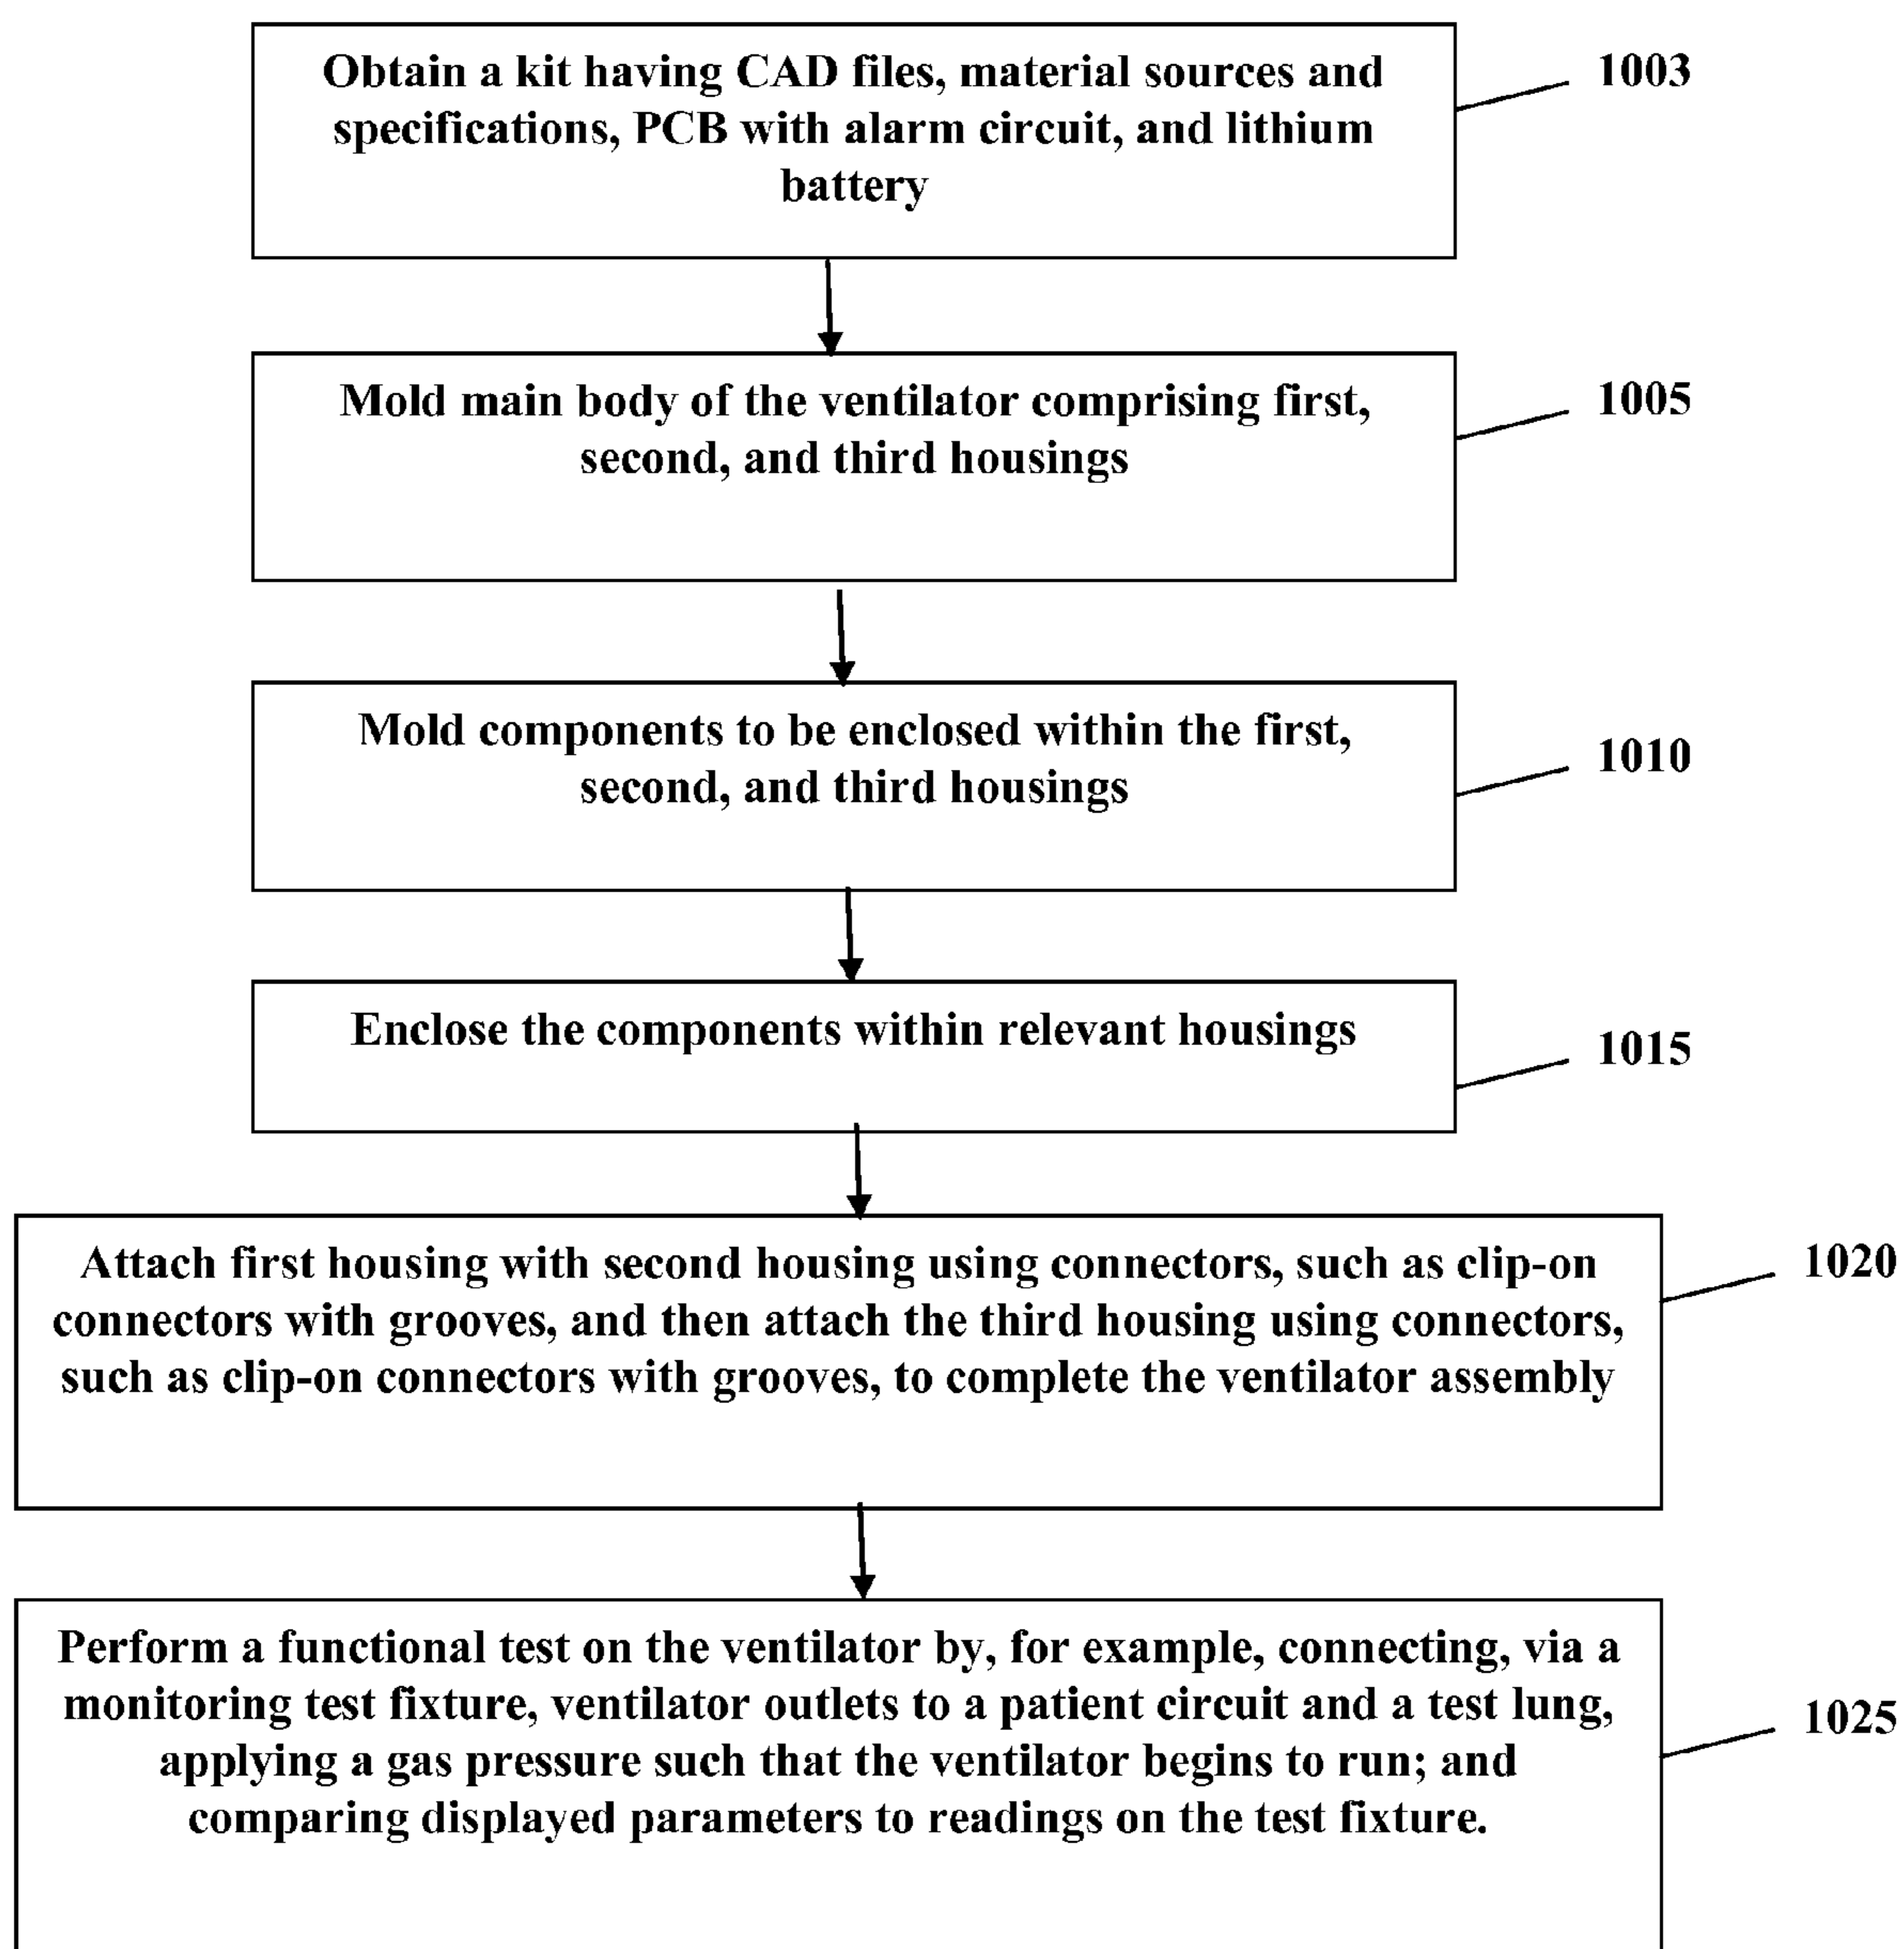 Obtain a kit having CAD files, material sources and
specifications, PCB with alarm circuit, and lithium
battery
1003
Mold main body of the ventilator comprising first,
second, and third housings
1005
Mold components to be enclosed within the first,
second, and third housings
1010
Enclose the components within relevant housings
1015
Attach first housing with second housing using connectors, such as clip-on
connectors with grooves, and then attach the third housing using connectors,
such as clip-on connectors with grooves, to complete the ventilator assembly
1020
Perform a functional test on the ventilator by, for example, connecting, via a
monitoring test fixture, ventilator outlets to a patient circuit and a test lung,
applying a gas pressure such that the ventilator begins to run; and
comparing displayed parameters to readings on the test fixture.
1025